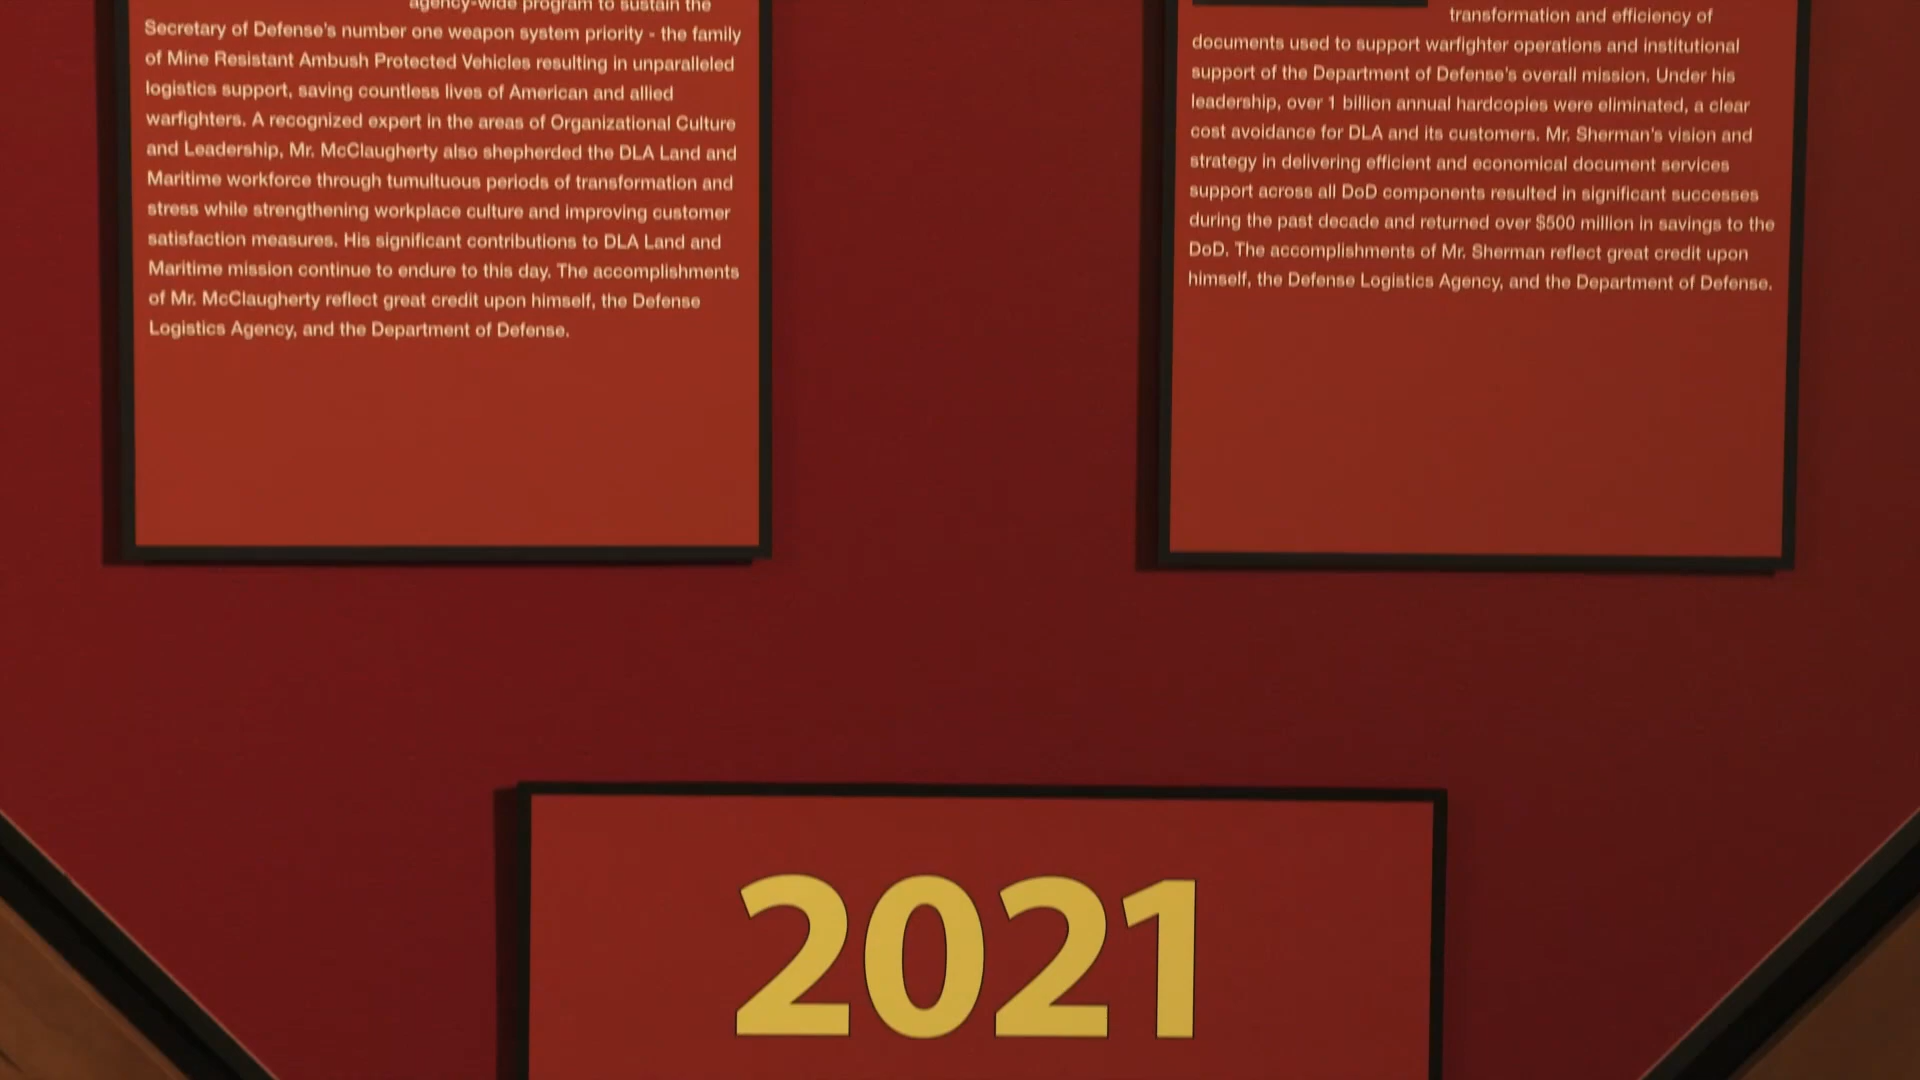 agency-wide program to sustain the
Secretary of Defense's number one weapon system priority - the family
of Mine Resistant Ambush Protected Vehicles resulting in unparalleled
logistics support, saving countless lives of American and allied
warfighters. A recognized expert in the areas of Organizational Culture
and Leadership, Mr. McClaugherty also shepherded the DLA Land and
Maritime workforce through tumultuous periods of transformation and
stress while strengthening workplace culture and improving customer
satisfaction measures. His significant contributions to DLA Land and
Maritime mission continue to endure to this day. The accomplishments
of Mr. McClaugherty reflect great credit upon himself, the Defense
Logistics Agency, and the Department of Defense.
transformation and efficiency of
documents used to support warfighter operations and institutional
support of the Department of Defense's overall mission. Under his
leadership, over 1 billion annual hardcopies were eliminated, a clear
cost avoidance for DLA and its customers. Mr. Sherman's vision and
strategy in delivering efficient and economical document services
support across all DoD components resulted in significant successes
during the past decade and returned over $500 million in savings to the
DoD. The accomplishments of Mr. Sherman reflect great credit upon
himself, the Defense Logistics Agency, and the Department of Defense.
2021